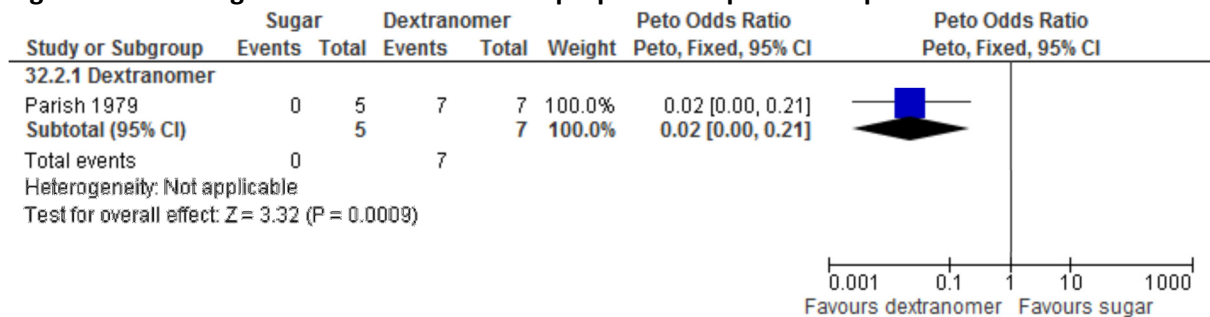 Sugar Dextranomer Peto Odds Ratio Peto Odds Ratio
Study or Subgroup Events Total Events Total Weight Peto, Fixed, 95% CI Peto, Fixed, 95% CI
32.2.1 Dextranomer
Parish 1979 0 5 7 7 100.0% 0.02 [0.00, 0.21]
Subtotal (95% CI) 5 7 100.0% 0.02 [0.00, 0.21]
Total events 0 7
Heterogeneity: Not applicable
Test for overall effect: Z = 3.32 (P = 0.0009)
0.001 0.1 1 10 1000
Favours dextranomer Favours sugar